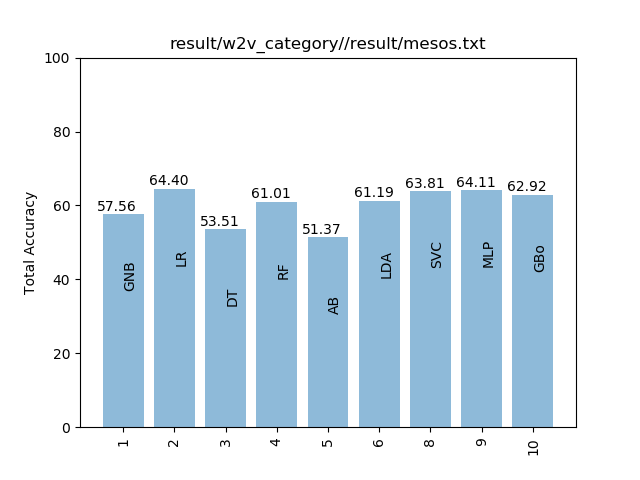 result/w2v_category//result/mesos.txt
Total Accuracy
100
80
60
40
20
0
57.56
64.40
53.51
61.01
51.37
61.19
63.81
64.11
62.92
GNB
LR
DT
RF
AB
LDA
SVC
MLP
GBo
1
2
3
4
5
6
8
9
10